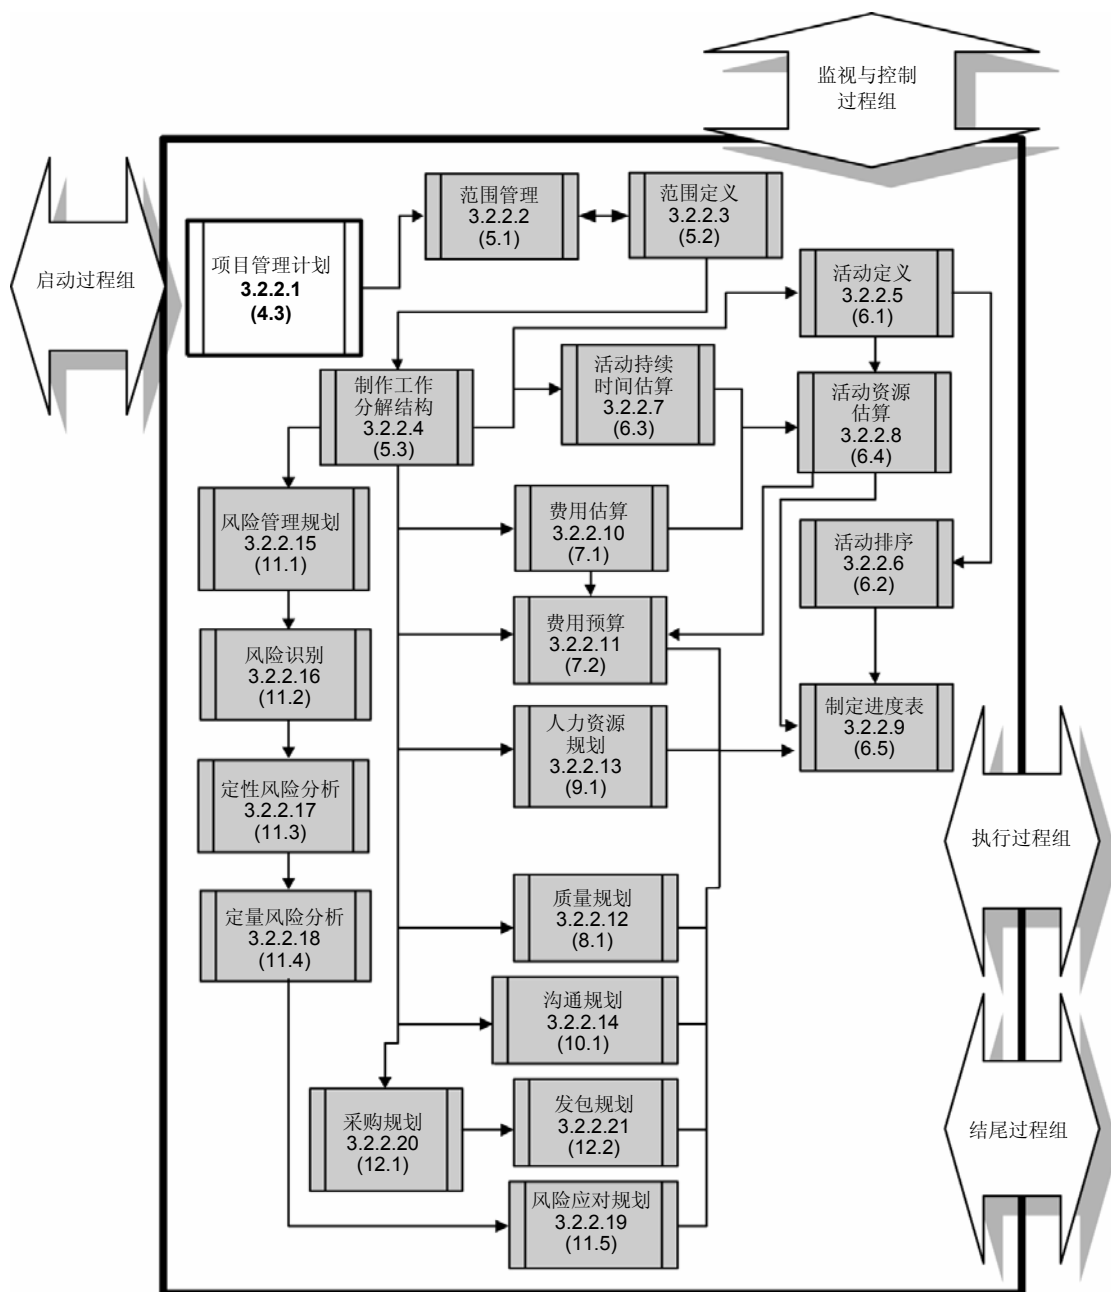 监视与控制
过程组
启动过程组
项目管理计划
3.2.2.1
(4.3)
范围管理
3.2.2.2
(5.1)
范围定义
3.2.2.3
(5.2)
活动定义
3.2.2.5
(6.1)
制作工作
分解结构
3.2.2.4
(5.3)
活动持续
时间估算
3.2.2.7
(6.3)
活动资源
估算
3.2.2.8
(6.4)
风险管理规划
3.2.2.15
(11.1)
费用估算
3.2.2.10
(7.1)
活动排序
3.2.2.6
(6.2)
风险识别
3.2.2.16
(11.2)
费用预算
3.2.2.11
(7.2)
人力资源
规划
3.2.2.13
(9.1)
制定进度表
3.2.2.9
(6.5)
定性风险分析
3.2.2.17
(11.3)
执行过程组
定量风险分析
3.2.2.18
(11.4)
质量规划
3.2.2.12
(8.1)
沟通规划
3.2.2.14
(10.1)
采购规划
3.2.2.20
(12.1)
发包规划
3.2.2.21
(12.2)
结尾过程组
风险应对规划
3.2.2.19
(11.5)